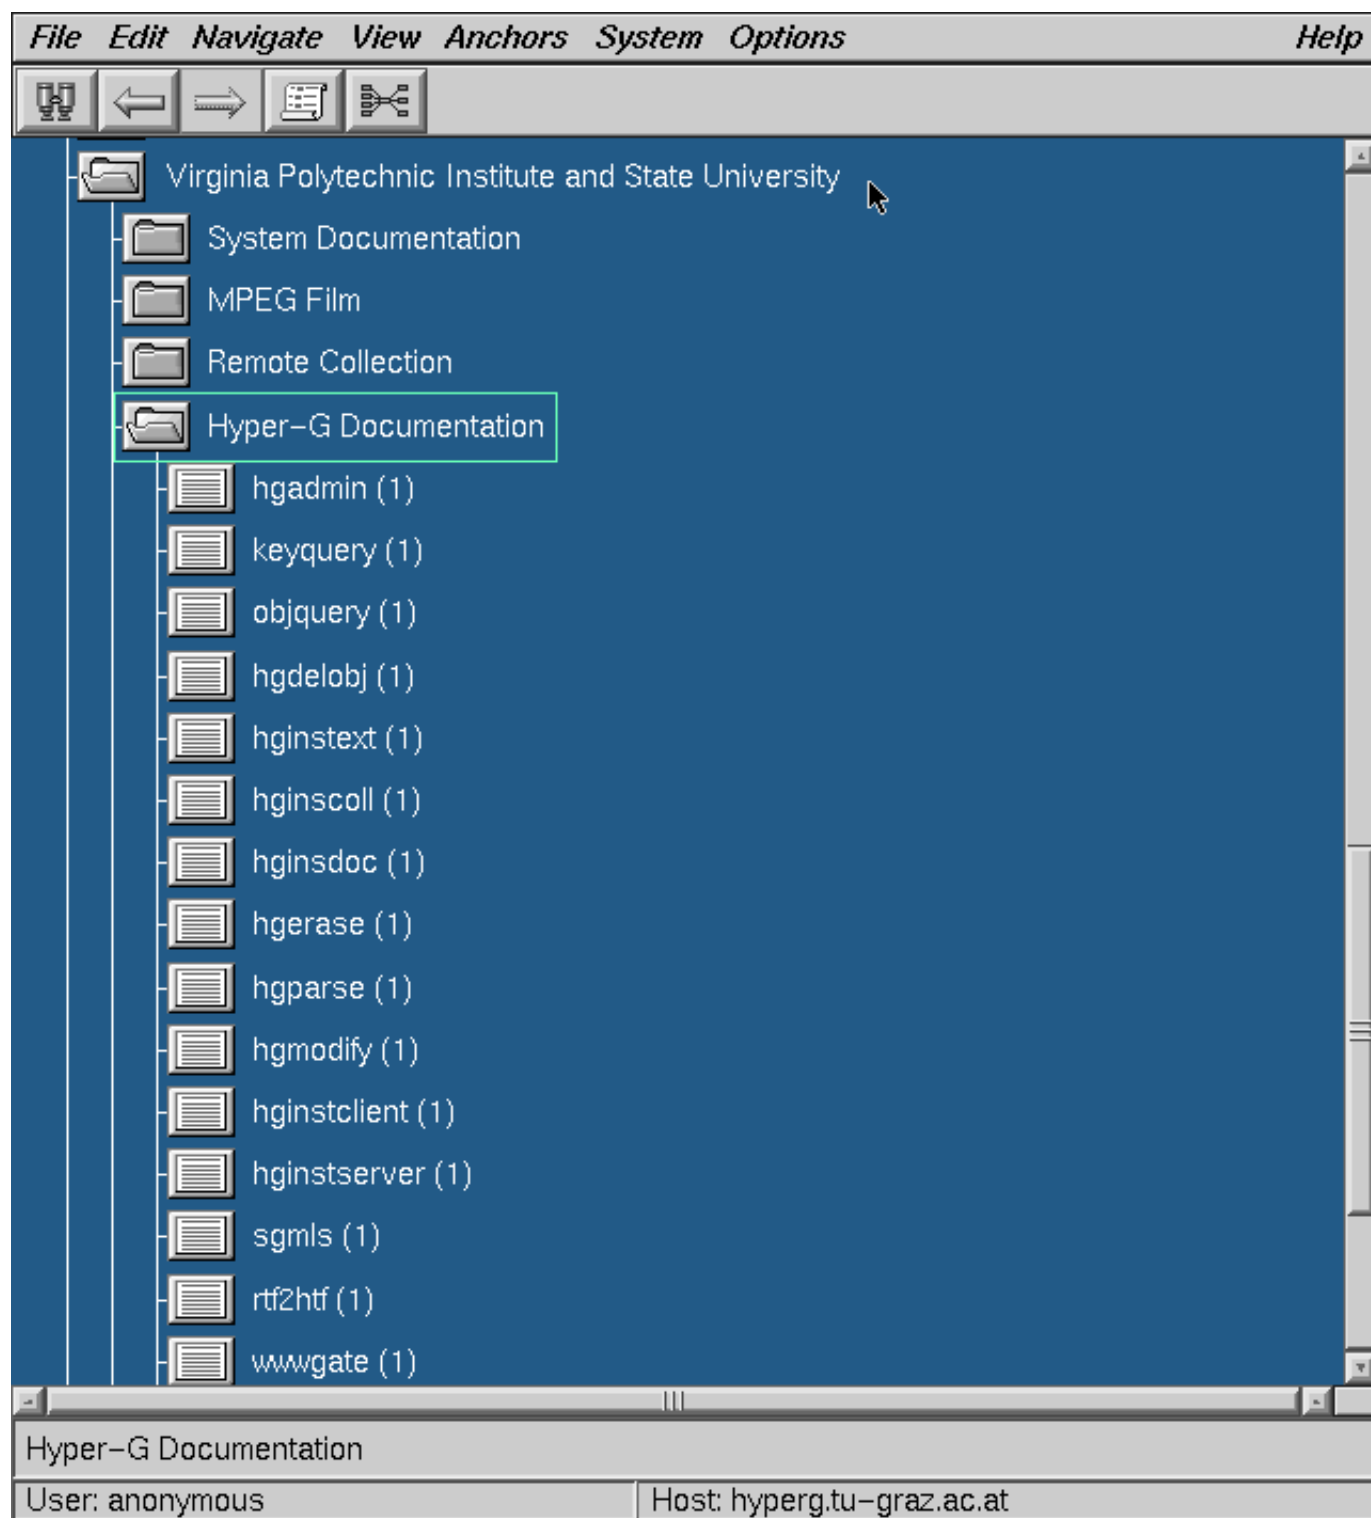 File Edit Navigate View Anchors System Options Help
Virginia Polytechnic Institute and State University
System Documentation
MPEG Film
Remote Collection
Hyper-G Documentation
hgadmin (1)
keyquery (1)
objquery (1)
hgdelobj (1)
hginstext (1)
hginscoll (1)
hginsdoc (1)
hgerase (1)
hgparse (1)
hgmodify (1)
hginstclient (1)
hginstserver (1)
sgmls (1)
rtf2htf (1)
wwwgate (1)
Hyper-G Documentation
User: anonymous Host: hyperg.tu-graz.ac.at